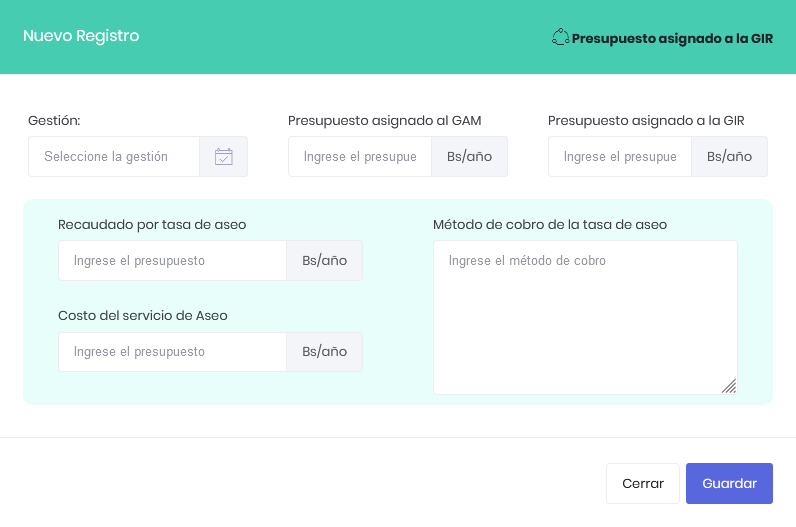 Nuevo Registro
Presupuesto asignado a la GIR
Gestión:
Presupuesto asignado al GAM
Presupuesto asignado a la GIR
Seleccione la gestión
Ingrese el presupue
Bs/año
Ingrese el presupue
Bs/año
Recaudado por tasa de aseo
Método de cobro de la tasa de aseo
Ingrese el presupuesto
Bs/año
Ingrese el método de cobro
Costo del servicio de Aseo
Ingrese el presupuesto
Bs/año
Cerrar
Guardar